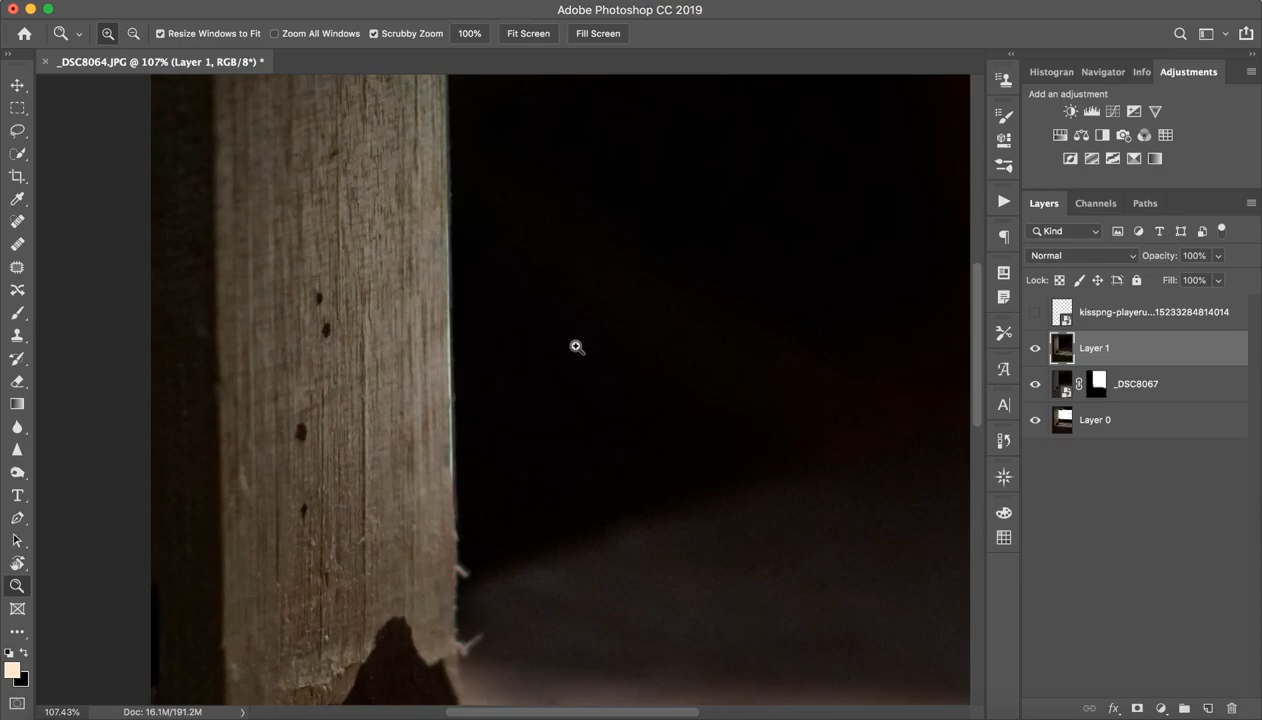 Adobe Photoshop CC 2019
Resize Windows to Fit Zoom All Windows Scrubby Zoom 100% Fit Screen Fill Screen
_DSC8064.JPG @ 107% (Layer 1, RGB/8*) *
Histogran Navigator Info Adjustments
Add an adjustment
Layers Channels Paths
Kind
Normal Opacity: 100%
Lock: Fill: 100%
kisspng-playeru...15233284814014
Layer 1
_DSC8067
Layer 0
107.43% Doc: 16.1M/191.2M